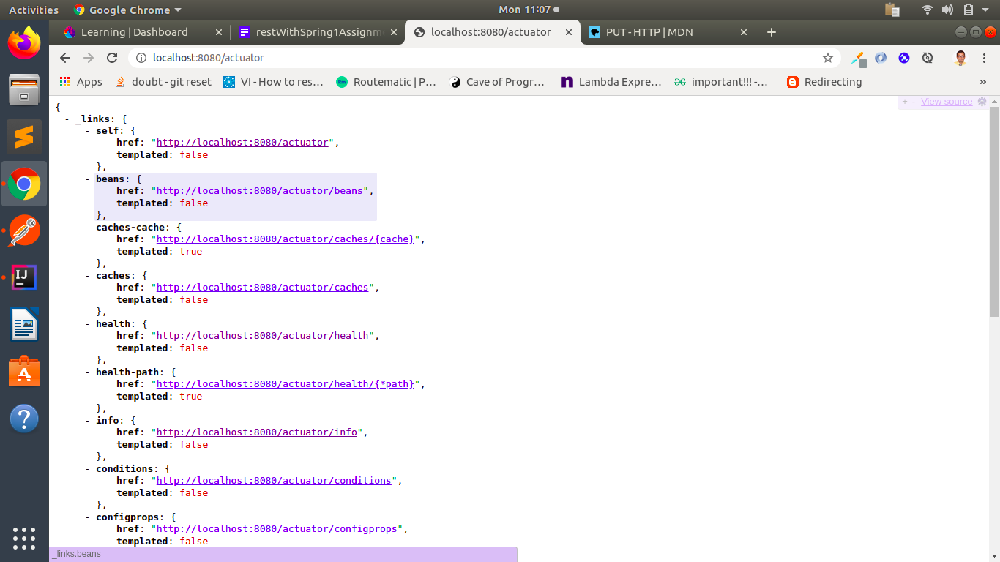 Activities Google Chrome Mon 11:07
Learning | Dashboard restWithSpring1Assignm localhost:8080/actuator PUT - HTTP | MDN
localhost:8080/actuator
Apps doubt - git reset VI - How to res… Routematic | P… Cave of Progr… Lambda Expre… important!!! -… Redirecting »
+ - View source
{
- _links: {
- self: {
href: "http://localhost:8080/actuator",
templated: false
},
- beans: {
href: "http://localhost:8080/actuator/beans",
templated: false
},
- caches-cache: {
href: "http://localhost:8080/actuator/caches/{cache}",
templated: true
},
- caches: {
href: "http://localhost:8080/actuator/caches",
templated: false
},
- health: {
href: "http://localhost:8080/actuator/health",
templated: false
},
- health-path: {
href: "http://localhost:8080/actuator/health/{*path}",
templated: true
},
- info: {
href: "http://localhost:8080/actuator/info",
templated: false
},
- conditions: {
href: "http://localhost:8080/actuator/conditions",
templated: false
},
- configprops: {
href: "http://localhost:8080/actuator/configprops",
templated: false
_links.beans